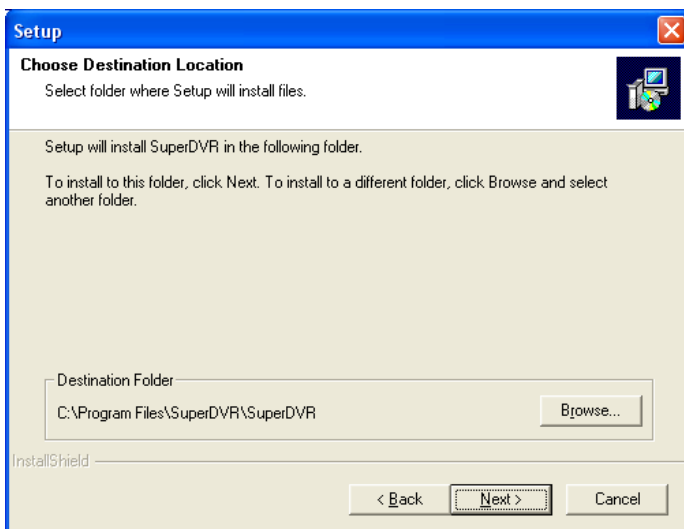 Setup
Choose Destination Location
Select folder where Setup will install files.
Setup will install SuperDVR in the following folder.
To install to this folder, click Next. To install to a different folder, click Browse and select
another folder.
Destination Folder
C:\Program Files\SuperDVR\SuperDVR
Browse...
InstallShield
< Back
Next >
Cancel